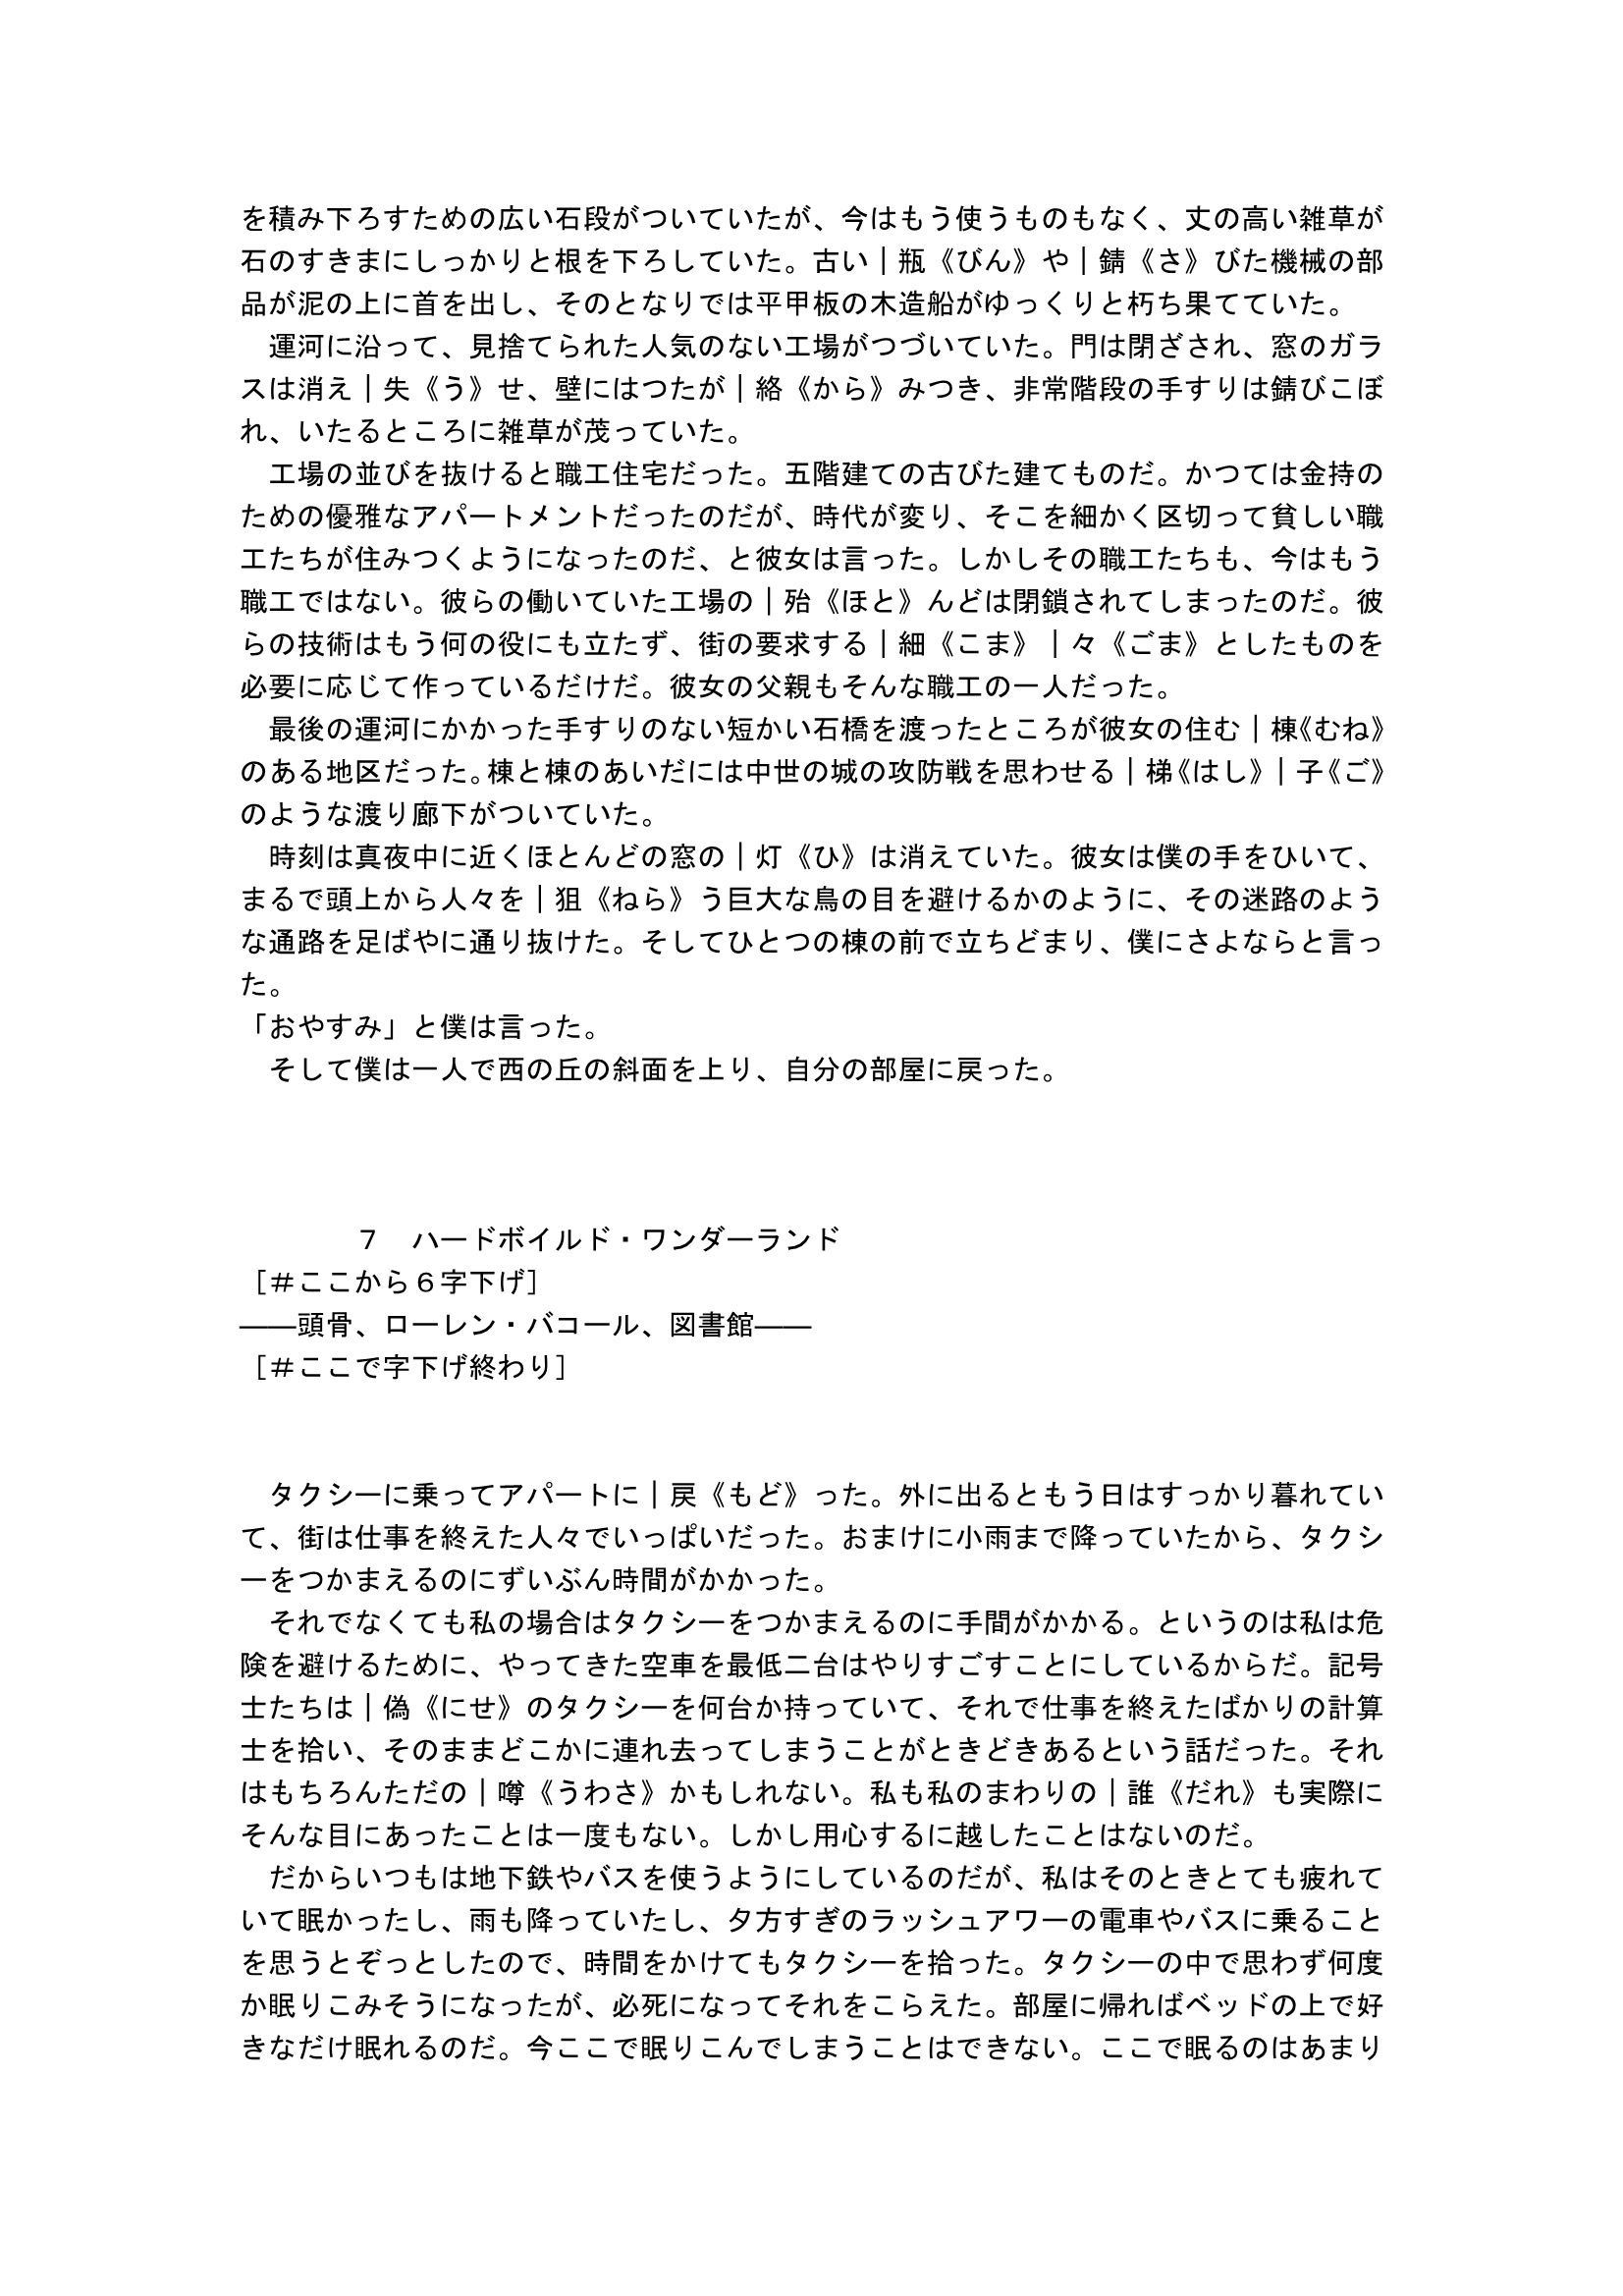 を積み下ろすための広い石段がついていたが、今はもう使うものもなく、丈の高い雑草が
石のすきまにしっかりと根を下ろしていた。古い｜瓶《びん》や｜錆《さ》びた機械の部
品が泥の上に首を出し、そのとなりでは平甲板の木造船がゆっくりと朽ち果てていた。
　運河に沿って、見捨てられた人気のない工場がつづいていた。門は閉ざされ、窓のガラ
スは消え｜失《う》せ、壁にはつたが｜絡《から》みつき、非常階段の手すりは錆びこぼ
れ、いたるところに雑草が茂っていた。
　工場の並びを抜けると職工住宅だった。五階建ての古びた建てものだ。かつては金持の
ための優雅なアパートメントだったのだが、時代が変り、そこを細かく区切って貧しい職
工たちが住みつくようになったのだ、と彼女は言った。しかしその職工たちも、今はもう
職工ではない。彼らの働いていた工場の｜殆《ほと》んどは閉鎖されてしまったのだ。彼
らの技術はもう何の役にも立たず、街の要求する｜細《こま》｜々《ごま》としたものを
必要に応じて作っているだけだ。彼女の父親もそんな職工の一人だった。
　最後の運河にかかった手すりのない短かい石橋を渡ったところが彼女の住む｜棟《むね》
のある地区だった。棟と棟のあいだには中世の城の攻防戦を思わせる｜梯《はし》｜子《ご》
のような渡り廊下がついていた。
　時刻は真夜中に近くほとんどの窓の｜灯《ひ》は消えていた。彼女は僕の手をひいて、
まるで頭上から人々を｜狙《ねら》う巨大な鳥の目を避けるかのように、その迷路のよう
な通路を足ばやに通り抜けた。そしてひとつの棟の前で立ちどまり、僕にさよならと言っ
た。
「おやすみ」と僕は言った。
　そして僕は一人で西の丘の斜面を上り、自分の部屋に戻った。
７　ハードボイルド・ワンダーランド
［＃ここから６字下げ］
――頭骨、ローレン・バコール、図書館――
［＃ここで字下げ終わり］
　タクシーに乗ってアパートに｜戻《もど》った。外に出るともう日はすっかり暮れてい
て、街は仕事を終えた人々でいっぱいだった。おまけに小雨まで降っていたから、タクシ
ーをつかまえるのにずいぶん時間がかかった。
　それでなくても私の場合はタクシーをつかまえるのに手間がかかる。というのは私は危
険を避けるために、やってきた空車を最低二台はやりすごすことにしているからだ。記号
士たちは｜偽《にせ》のタクシーを何台か持っていて、それで仕事を終えたばかりの計算
士を拾い、そのままどこかに連れ去ってしまうことがときどきあるという話だった。それ
はもちろんただの｜噂《うわさ》かもしれない。私も私のまわりの｜誰《だれ》も実際に
そんな目にあったことは一度もない。しかし用心するに越したことはないのだ。
　だからいつもは地下鉄やバスを使うようにしているのだが、私はそのときとても疲れて
いて眠かったし、雨も降っていたし、夕方すぎのラッシュアワーの電車やバスに乗ること
を思うとぞっとしたので、時間をかけてもタクシーを拾った。タクシーの中で思わず何度
か眠りこみそうになったが、必死になってそれをこらえた。部屋に帰ればベッドの上で好
きなだけ眠れるのだ。今ここで眠りこんでしまうことはできない。ここで眠るのはあまり